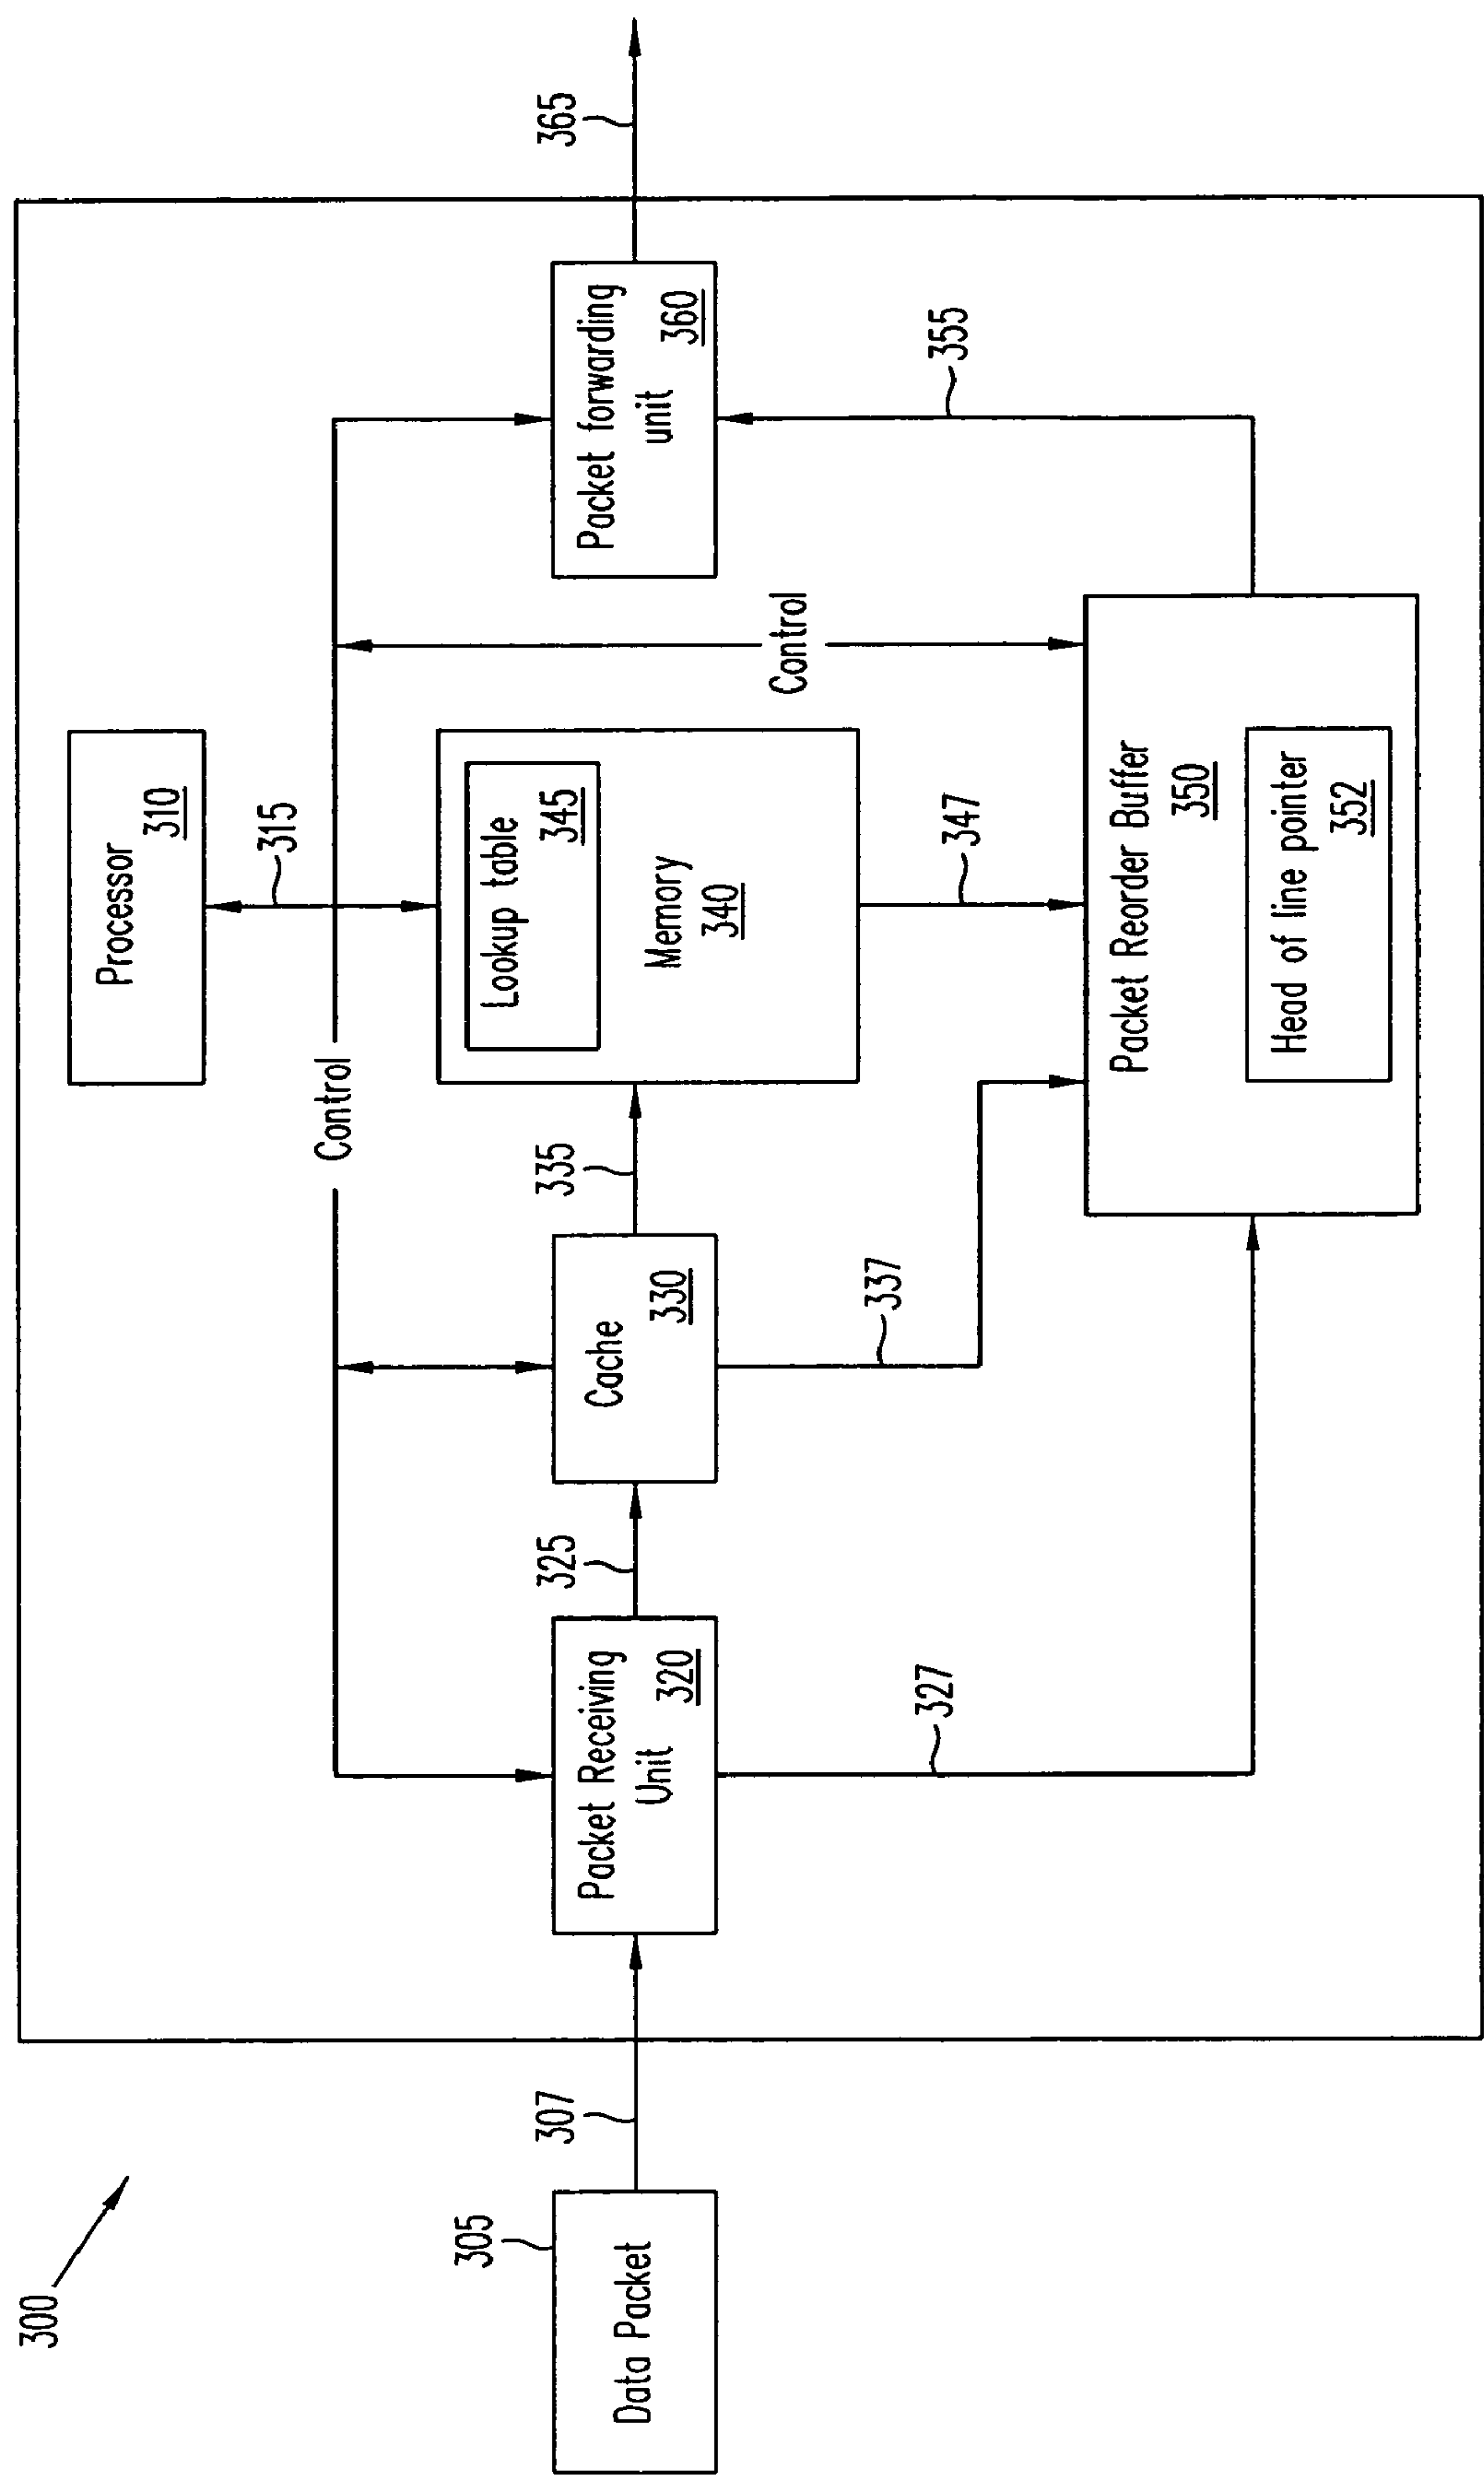 300
Processor
310
315
Control
365
305
Data Packet
307
Packet Receiving
Unit
320
325
Cache
330
335
Lookup table
345
Memory
340
Packet forwarding
unit
360
Control
327
337
347
355
Packet Reorder Buffer
350
Head of line pointer
352